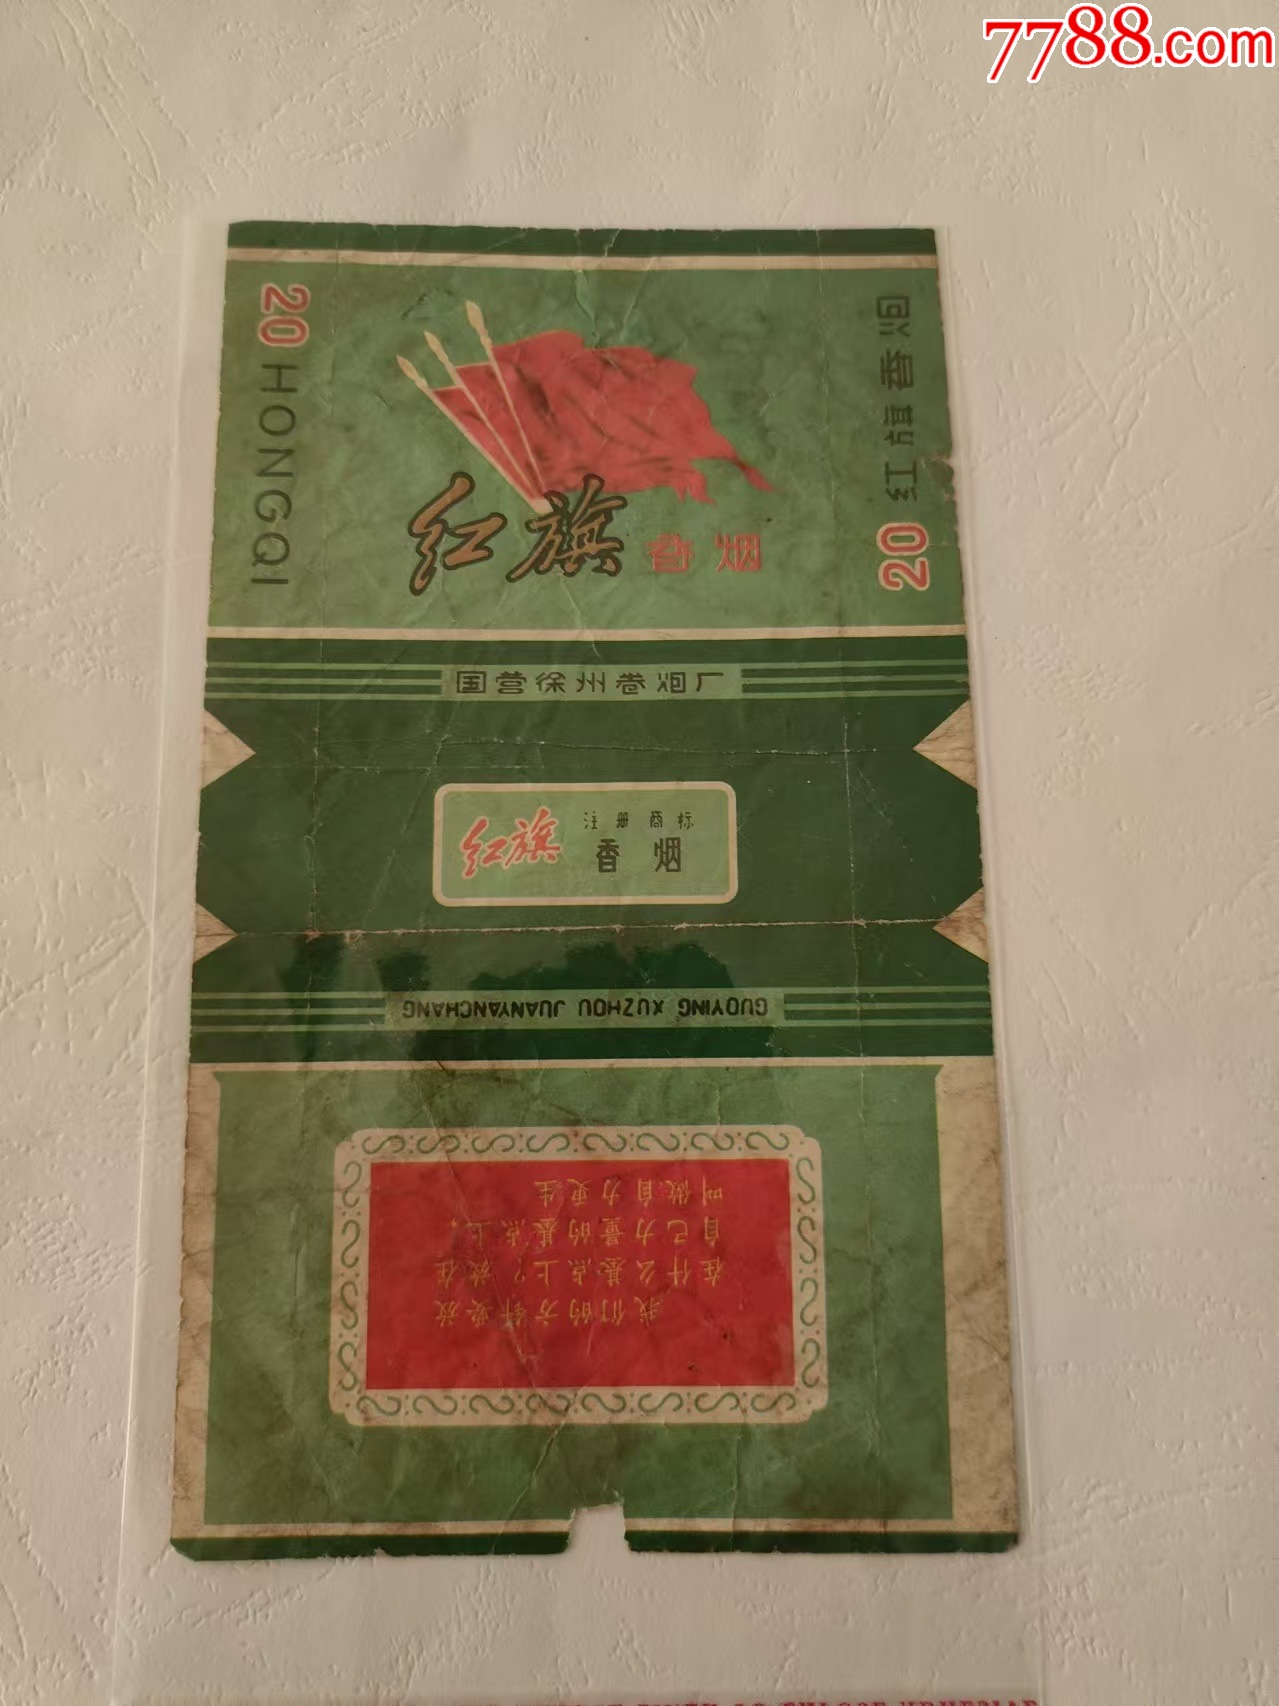 7788.com
20 HONGQI
红旗 香烟
20 红旗香烟
国营徐州卷烟厂
红旗 注册商标
香烟
GUOYING XUZHOU JUANYANCHANG
我们的方针要放
在什么基点上？放在
自己力量的基点上，
叫做自力更生